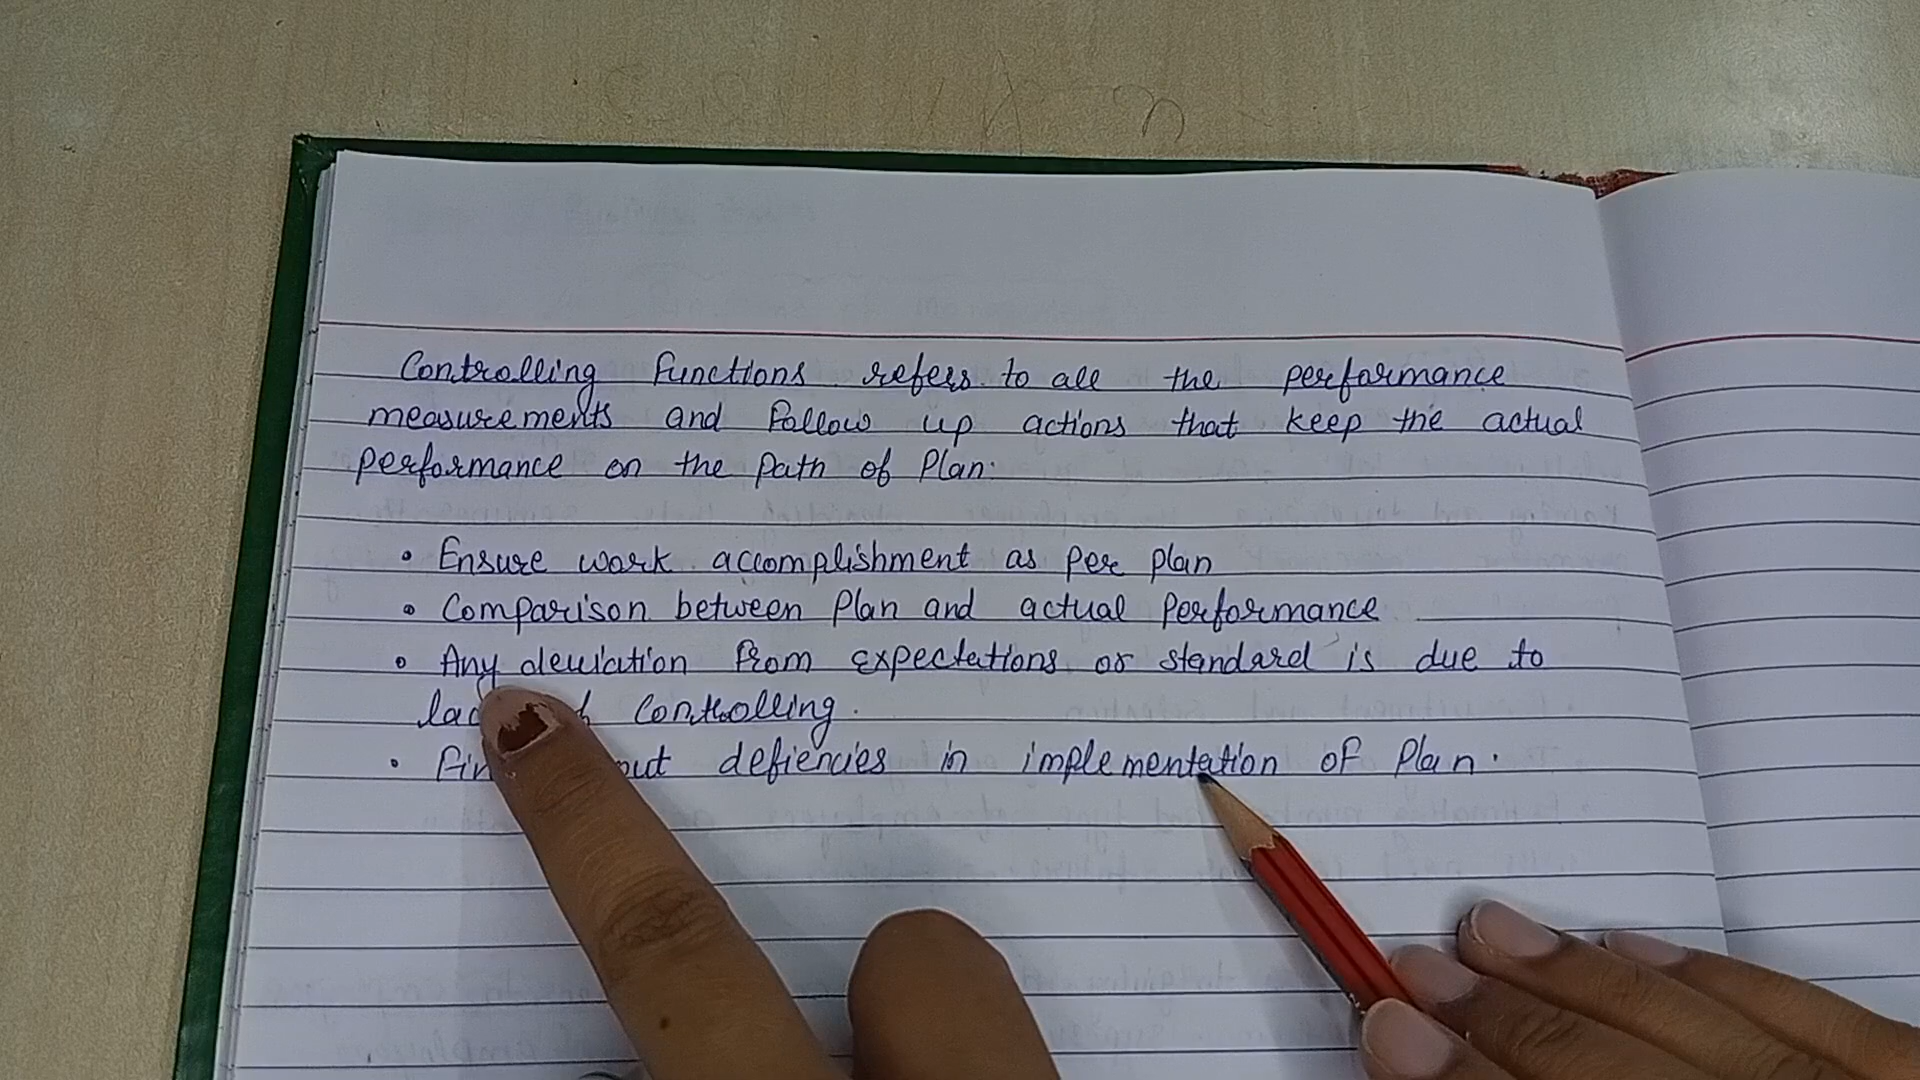 Controlling functions refers to all the performance
measurements and follow up actions that keep the actual
performance on the path of Plan.
• Ensure work accomplishment as per plan
• Comparison between Plan and actual Performance
• Any deviation from expectations or standard is due to
controlling.
• out defiencies in implementation of Plan.